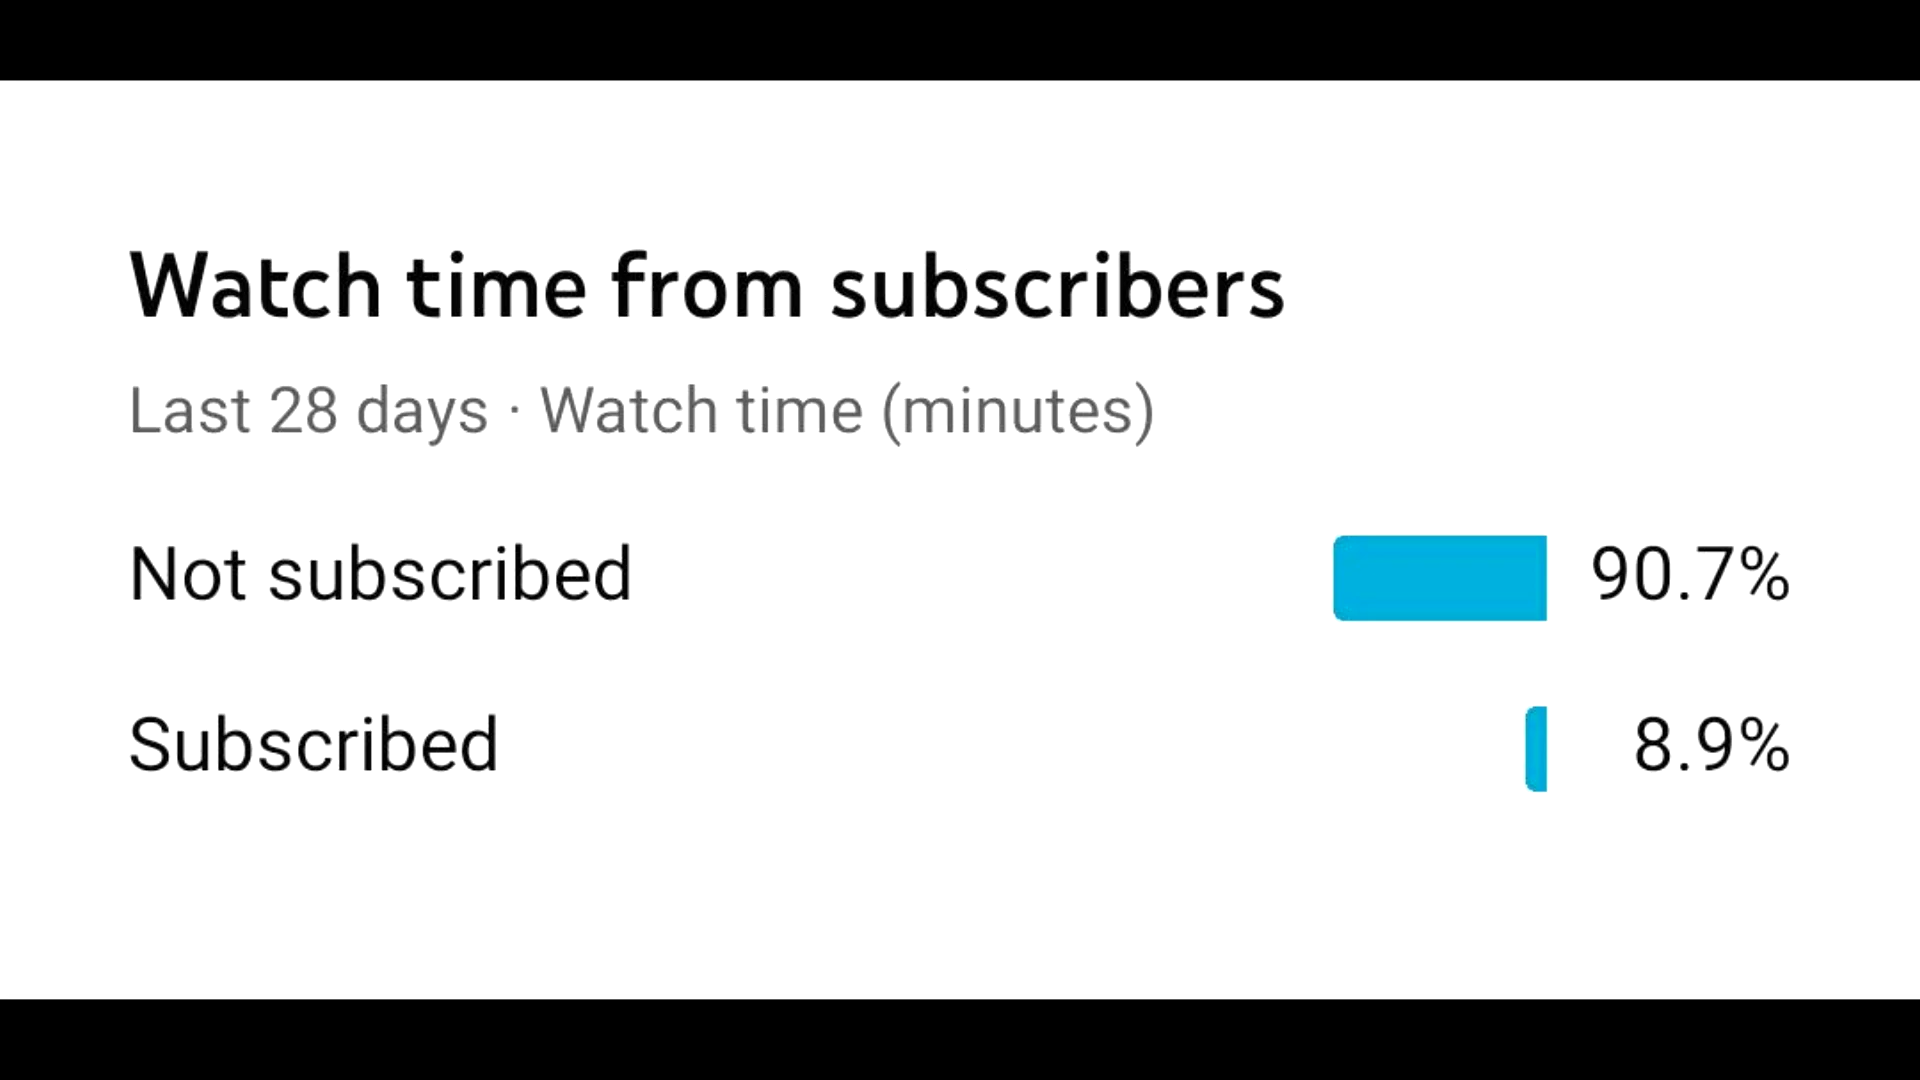 Watch time from subscribers
Last 28 days · Watch time (minutes)
Not subscribed 90.7%
Subscribed 8.9%